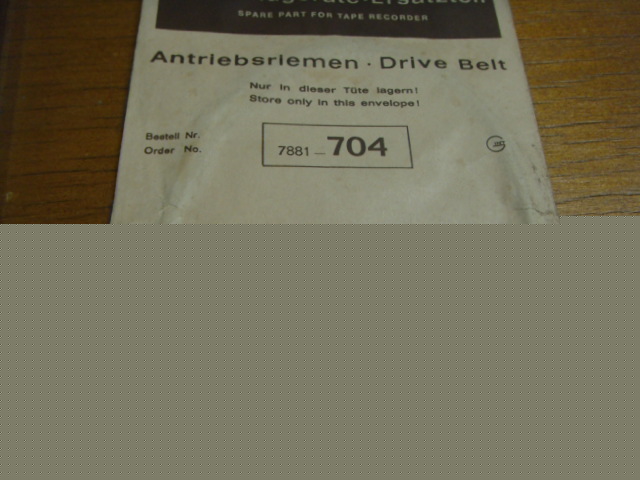 SPARE PART FOR TAPE RECORDER
Antriebsriemen · Drive Belt
Nur in dieser Tüte lagern!
Store only in this envelope!
Bestell Nr.
Order No.
7881 – 704